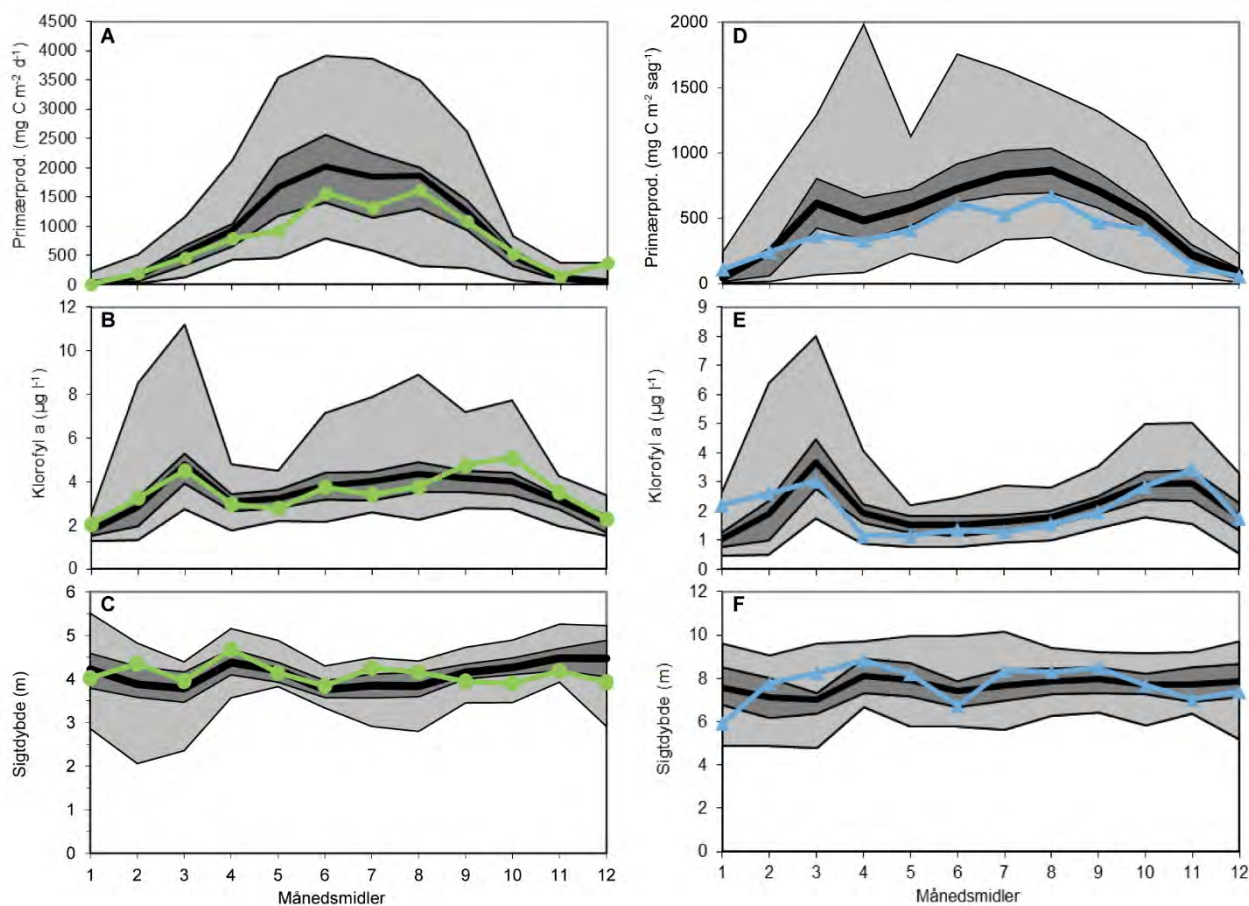 A
Primærprod. (mg C m-2 d-1)
4500
4000
3500
3000
2500
2000
1500
1000
500
0
B
Klorofyl a (µg l-1)
12
10
8
6
4
2
0
C
Sigtdybde (m)
6
5
4
3
2
1
0
1 2 3 4 5 6 7 8 9 10 11 12
Månedsmidler
D
Primærprod. (mg C m-2 sag-1)
2000
1500
1000
500
0
E
Klorofyl a (µg l-1)
9
8
7
6
5
4
3
2
1
0
F
Sigtdybde (m)
12
10
8
6
4
2
0
1 2 3 4 5 6 7 8 9 10 11 12
Månedsmidler